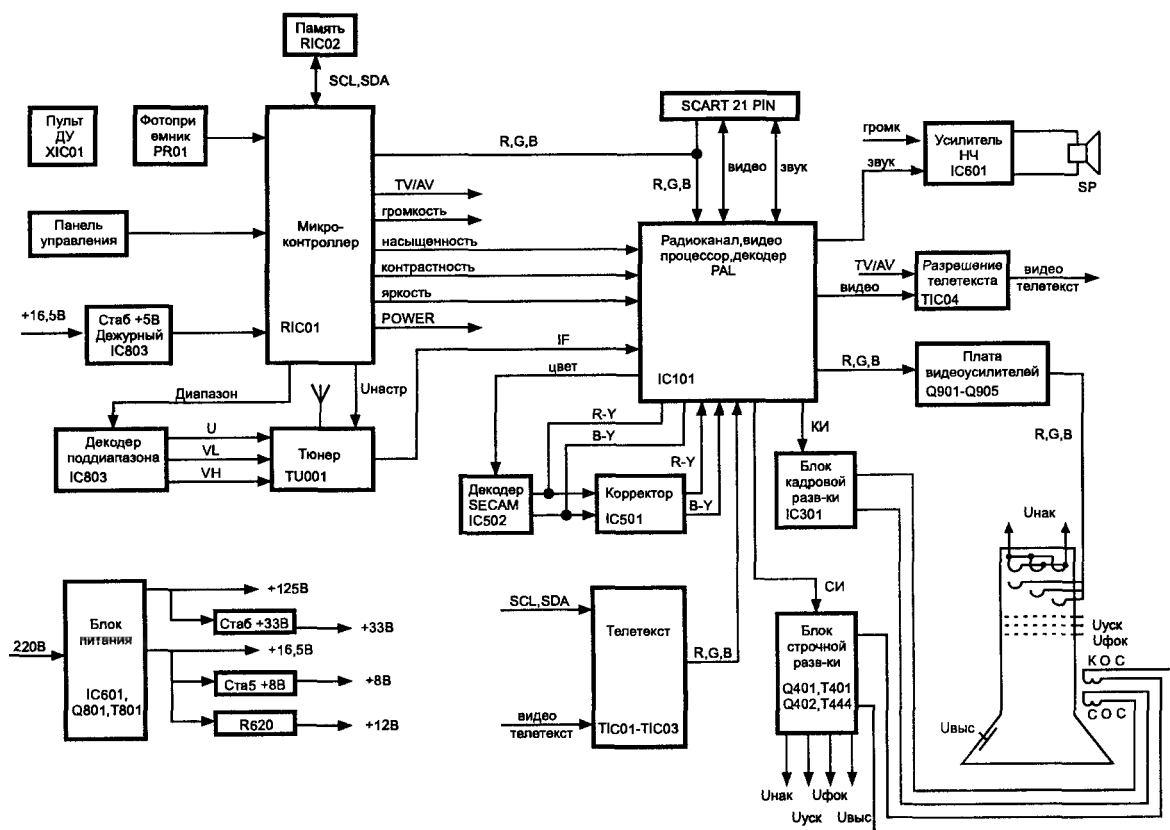 Память
RIC02
SCL,SDA
Пульт
ДУ
XIC01
Фотопри
емник
PR01
SCART 21 PIN
R,G,B
R,G,B
видео
звук
громк
звук
Усилитель
НЧ
IC601
SP
Панель
управления
Микро-
контроллер
RIC01
TV/AV
громкость
насыщенность
контрастность
яркость
POWER
IF
цвет
Радиоканал,видео
процессор,декодер
PAL
IC101
TV/AV
видео
Разрешение
телетекста
TIC04
видео
телетекст
+16,5В
Стаб +5В
Дежурный
IC803
R,G,B
Плата
видеоусилителей
Q901-Q905
R,G,B
Диапазон
Uнастр
Декодер
поддиапазона
IC803
U
VL
VH
Тюнер
TU001
R-Y
B-Y
R-Y
B-Y
Декодер
SECAM
IC502
Корректор
IC501
КИ
Блок
кадровой
разв-ки
IC301
Uнак
220В
Блок
питания
IC601,
Q801,T801
+125В
Стаб +33В
+33В
+16,5В
Ста5 +8В
+8В
R620
+12В
SCL,SDA
Телетекст
R,G,B
видео
телетекст
TIC01-TIC03
СИ
Блок
строчной
разв-ки
Q401,T401
Q402,T444
Uнак
Uфок
Uуск
Uвыс
Uуск
Uфок
К О С
С О С
Uвыс